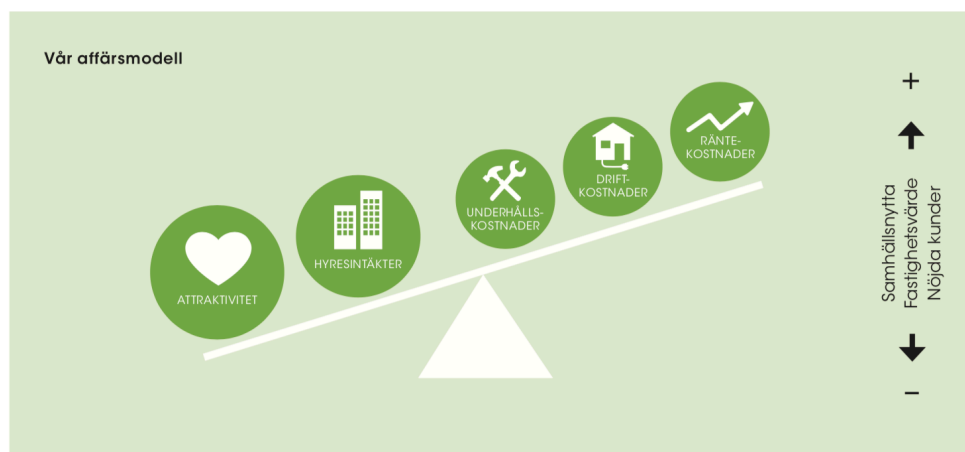 Vår affärsmodell
ATTRAKTIVITET
HYRESINTÄKTER
UNDERHÅLLS-
KOSTNADER
DRIFT-
KOSTNADER
RÄNTE-
KOSTNADER
+
Samhällsnytta
Fastighetsvärde
Nöjda kunder
–